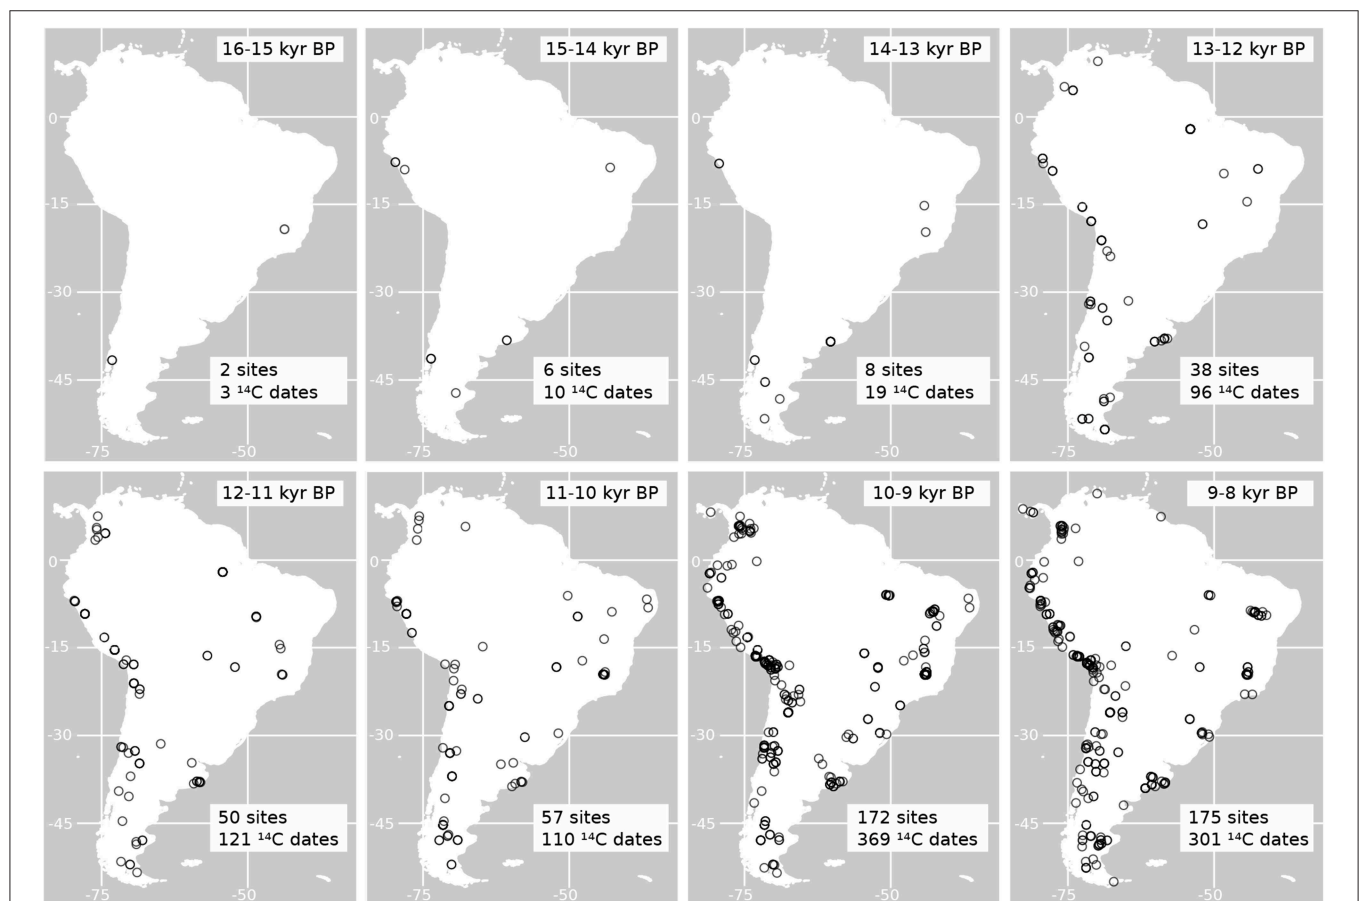 16-15 kyr BP
0
-15
-30
-45
2 sites
3 ¹⁴C dates
-75
-50
15-14 kyr BP
0
-15
-30
-45
6 sites
10 ¹⁴C dates
-75
-50
14-13 kyr BP
0
-15
-30
-45
8 sites
19 ¹⁴C dates
-75
-50
13-12 kyr BP
0
-15
-30
-45
38 sites
96 ¹⁴C dates
-75
-50
12-11 kyr BP
0
-15
-30
-45
50 sites
121 ¹⁴C dates
-75
-50
11-10 kyr BP
0
-15
-30
-45
57 sites
110 ¹⁴C dates
-75
-50
10-9 kyr BP
0
-15
-30
-45
172 sites
369 ¹⁴C dates
-75
-50
9-8 kyr BP
0
-15
-30
-45
175 sites
301 ¹⁴C dates
-75
-50